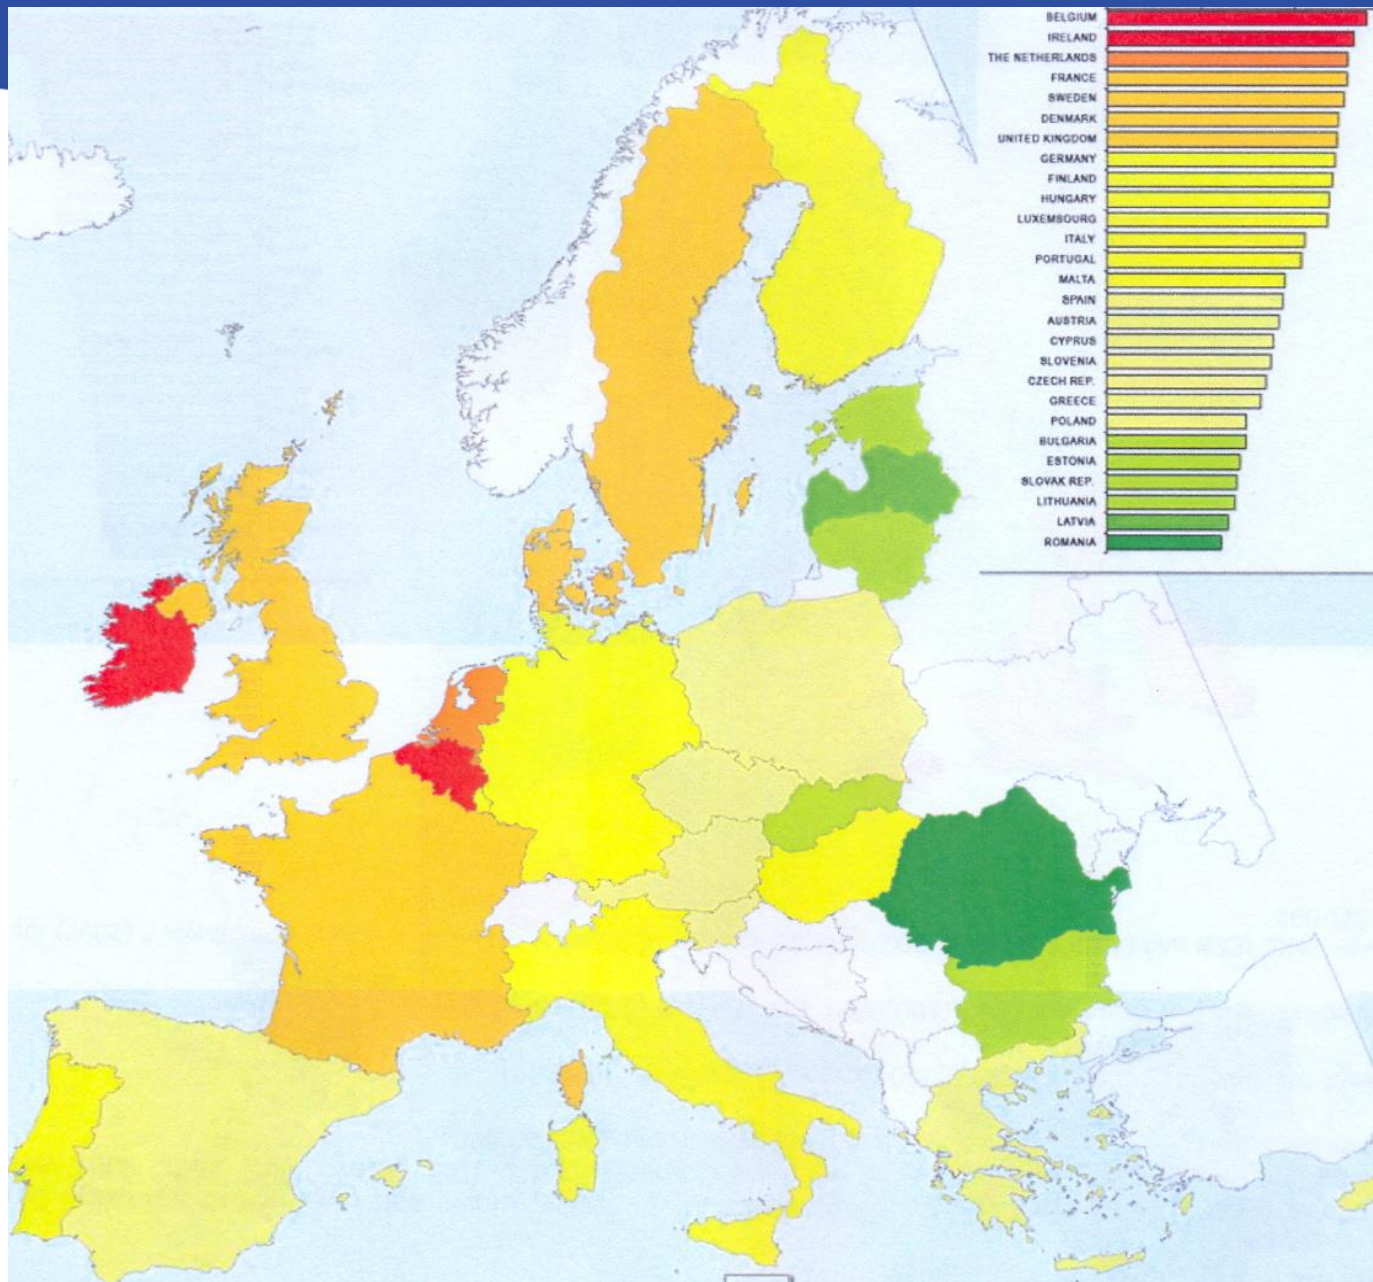 BELGIUM
IRELAND
THE NETHERLANDS
FRANCE
SWEDEN
DENMARK
UNITED KINGDOM
GERMANY
FINLAND
HUNGARY
LUXEMBOURG
ITALY
PORTUGAL
MALTA
SPAIN
AUSTRIA
CYPRUS
SLOVENIA
CZECH REP.
GREECE
POLAND
BULGARIA
ESTONIA
SLOVAK REP.
LITHUANIA
LATVIA
ROMANIA